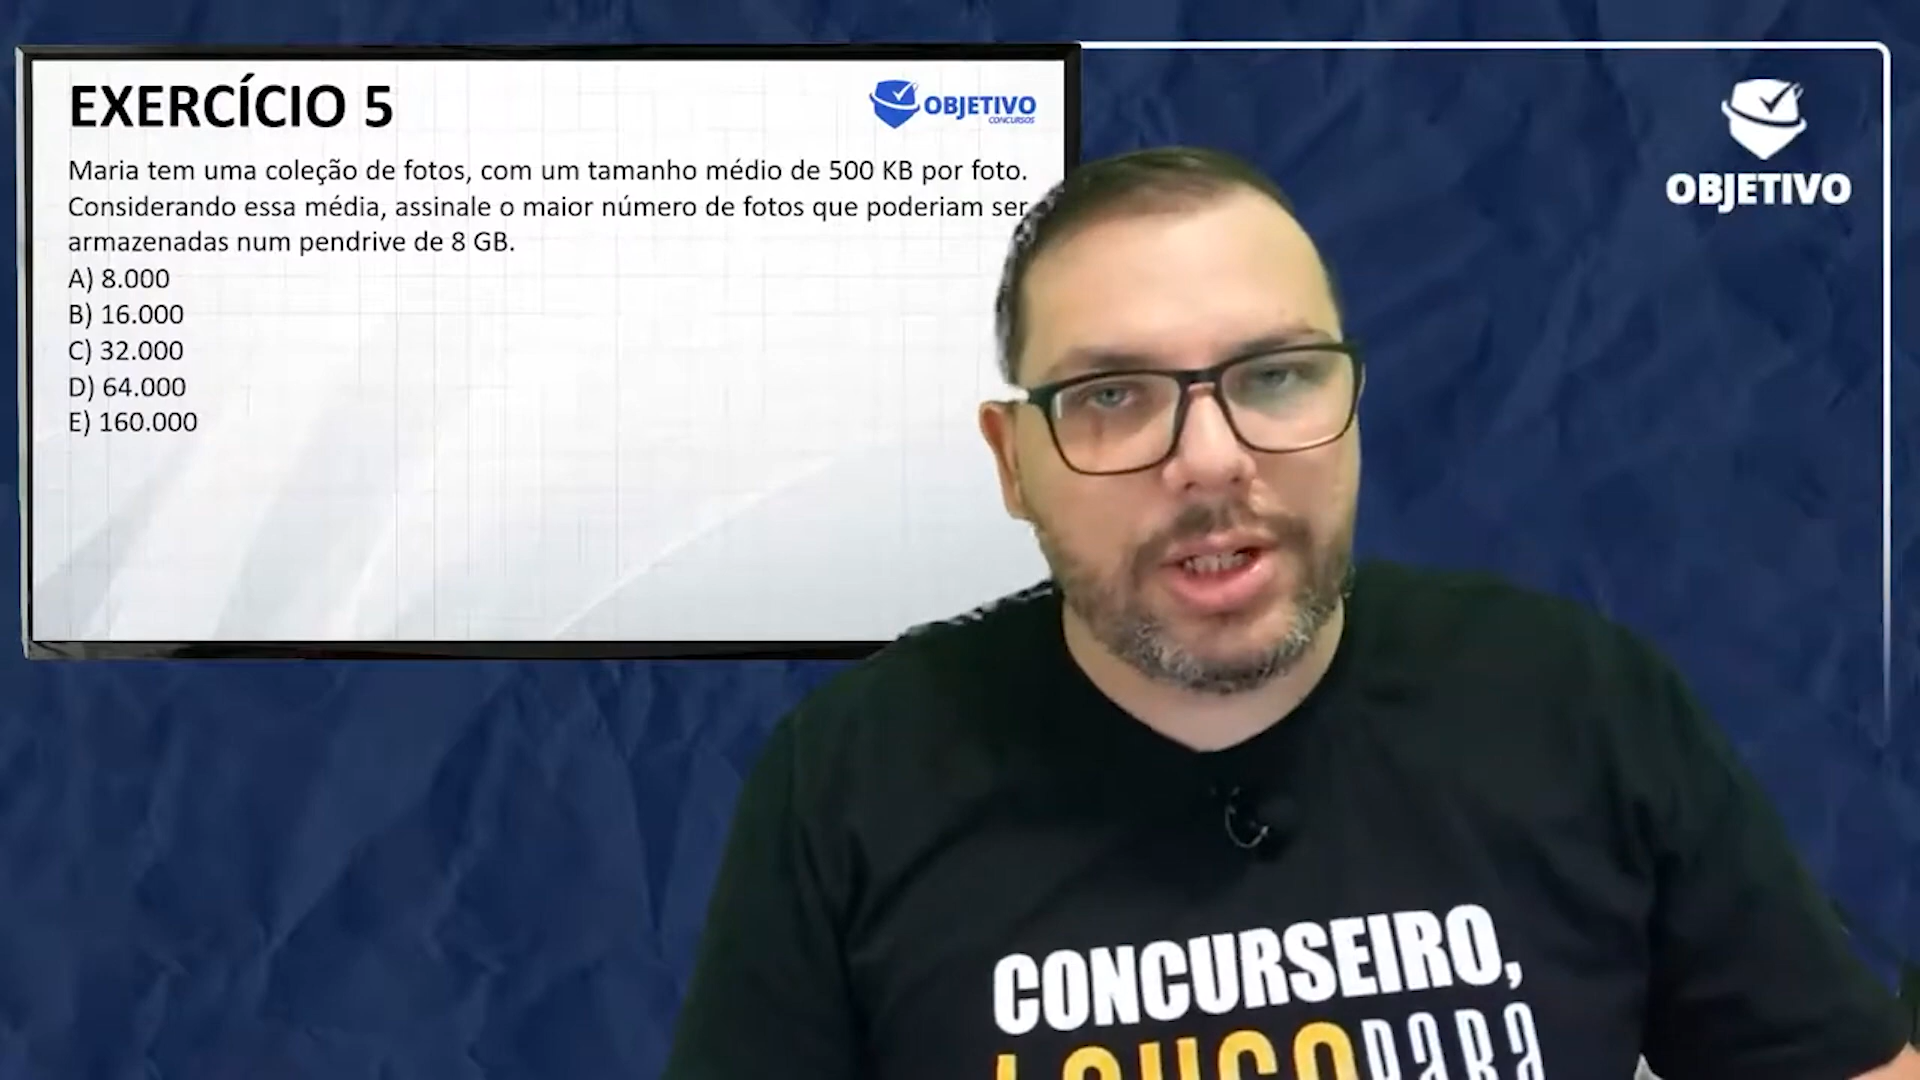 EXERCÍCIO 5
OBJETIVO
CONCURSOS
Maria tem uma coleção de fotos, com um tamanho médio de 500 KB por foto.
Considerando essa média, assinale o maior número de fotos que poderiam ser
armazenadas num pendrive de 8 GB.
A) 8.000
B) 16.000
C) 32.000
D) 64.000
E) 160.000
OBJETIVO
CONCURSEIRO,
LOUCO PARA